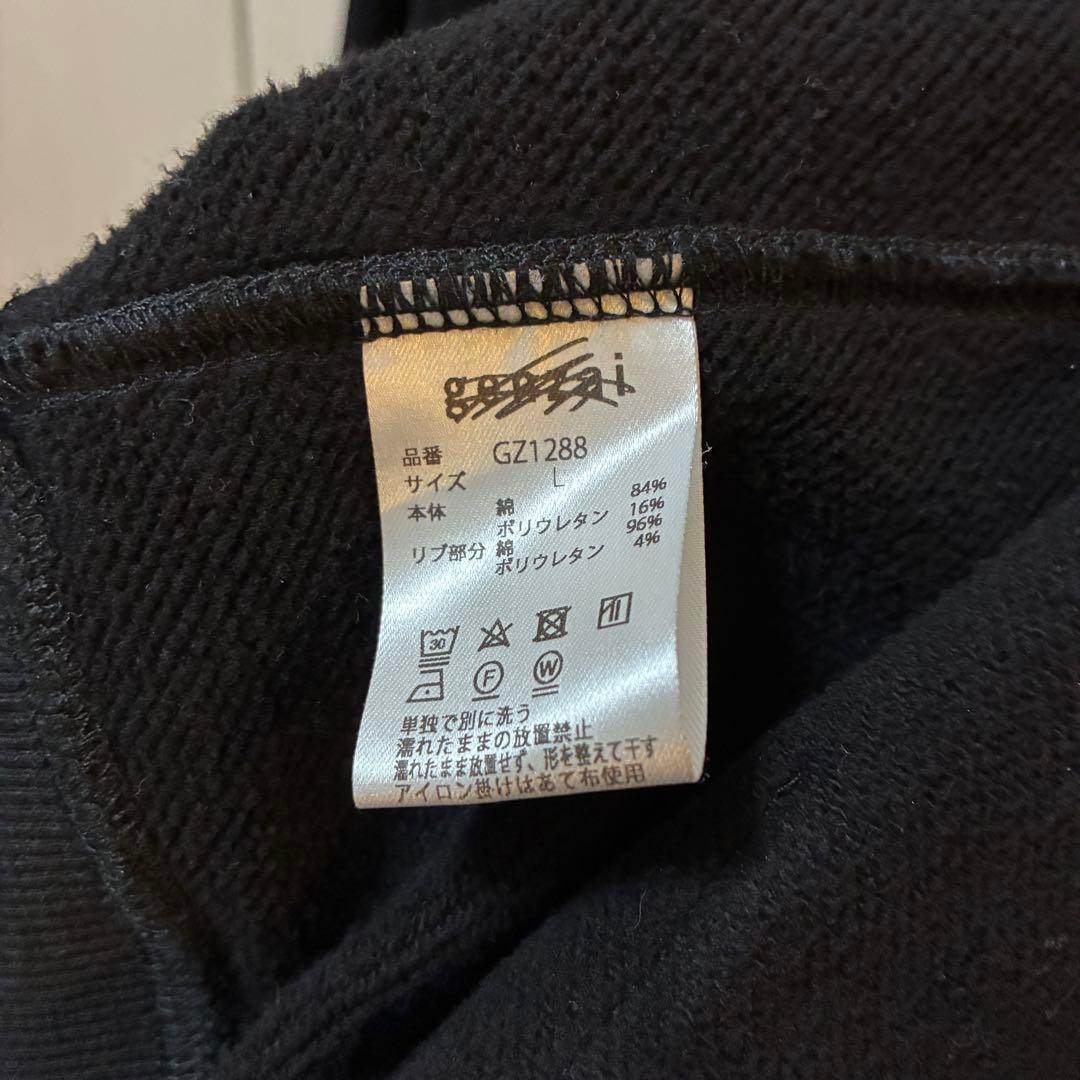 品番 GZ1288
サイズ L
本体 綿 84%
ポリウレタン 16%
リブ部分 綿 96%
ポリウレタン 4%
30
F W
単独で別に洗う
濡れたままの放置禁止
濡れたまま放置せず、形を整えて干す
アイロン掛けはあて布使用